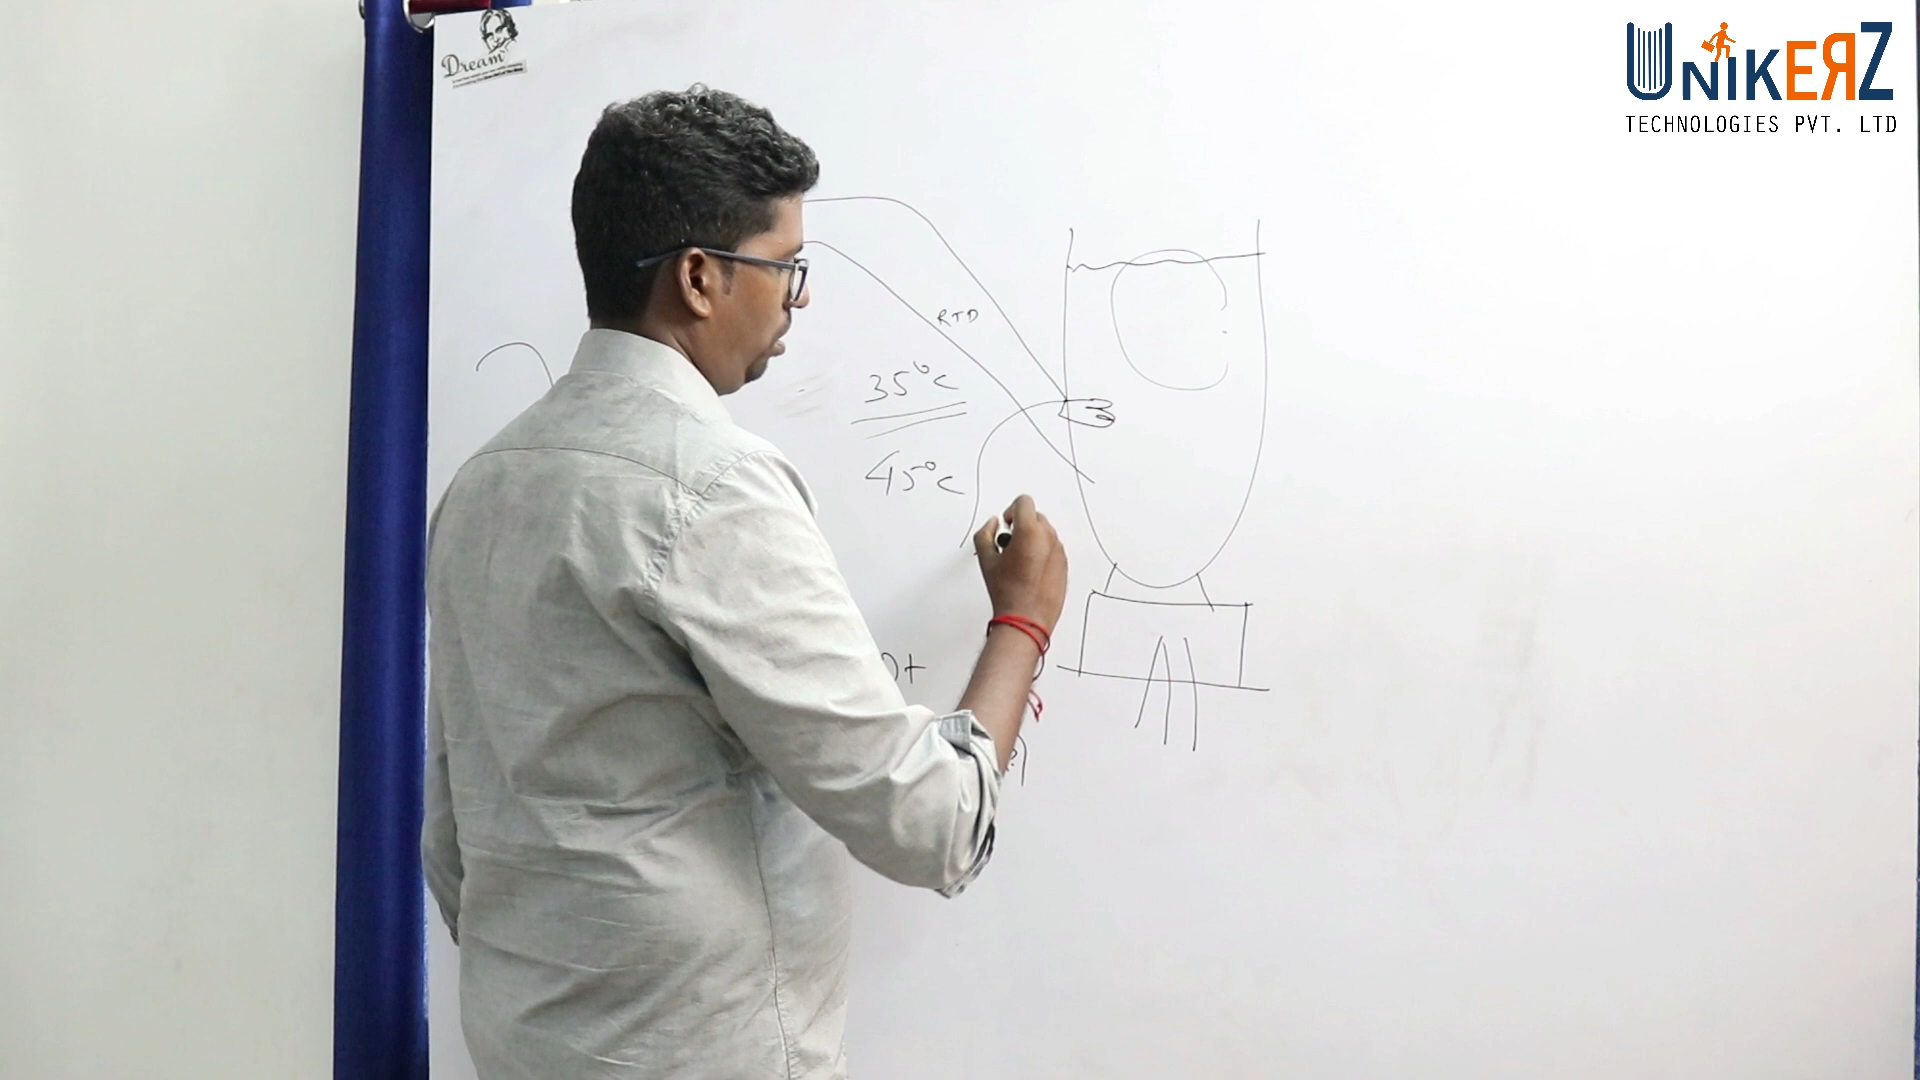 Dream
UNIKERZ
TECHNOLOGIES PVT. LTD
RTD
35°C
45°C